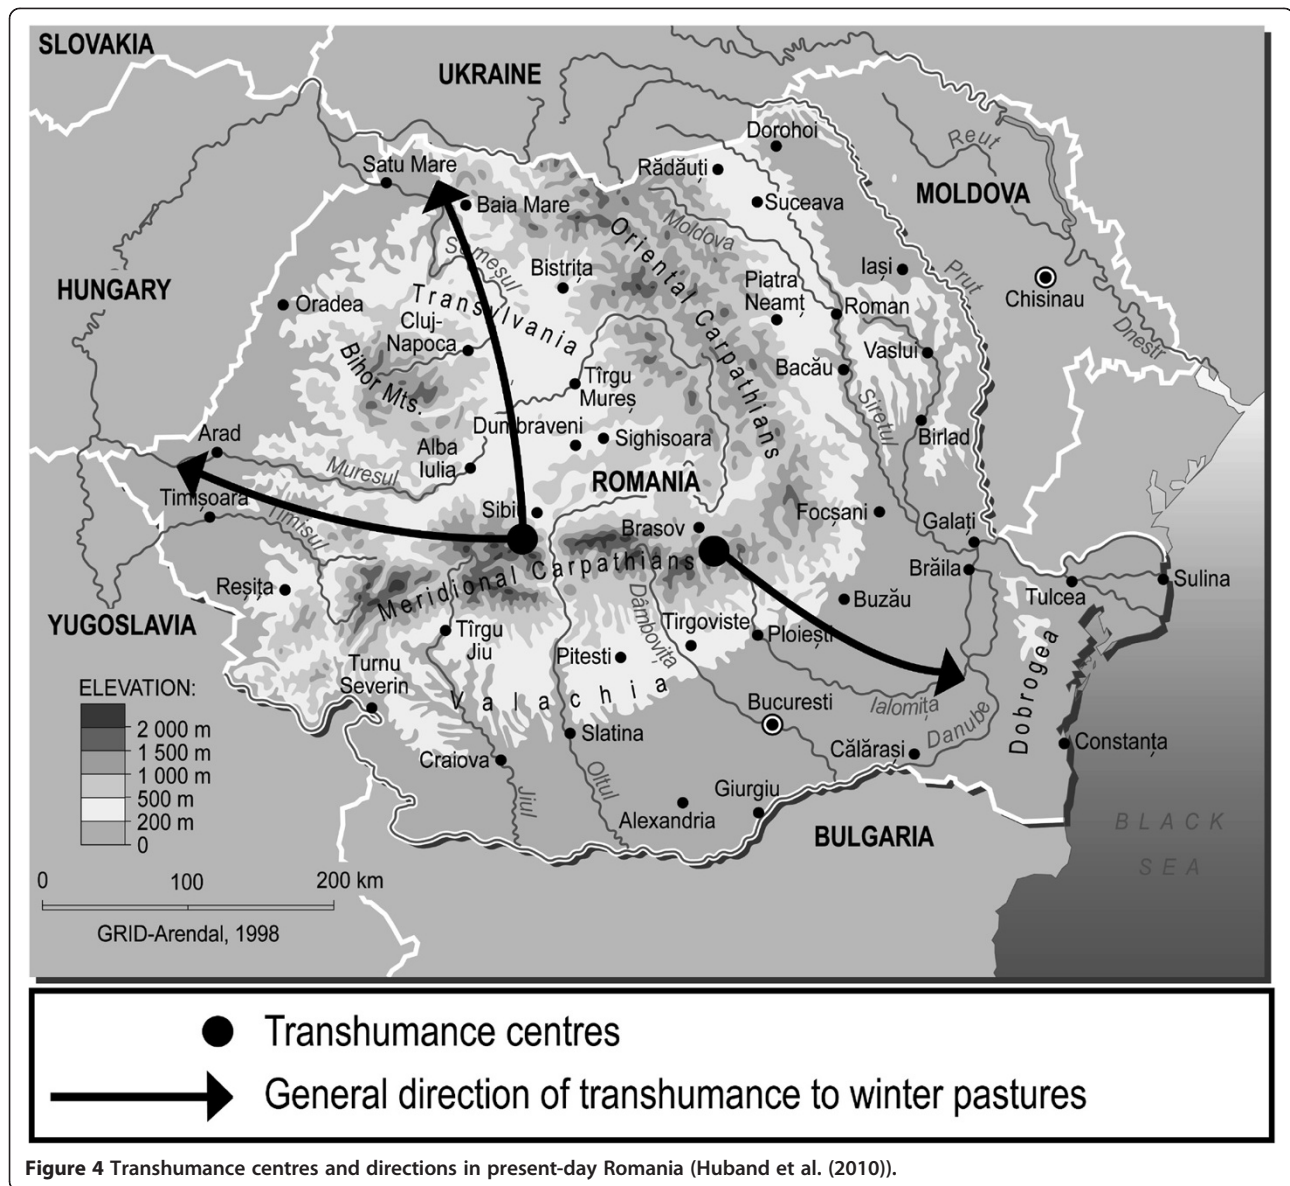 SLOVAKIA
UKRAINE
Dorohoi
Reut
Satu Mare
Rădăuți
MOLDOVA
Baia Mare
Suceava
Moldova
Someșul
Oriental Carpathians
Bistrița
Iași
Prut
HUNGARY
Piatra
Neamț
Chisinau
Oradea
Transylvania
Roman
Cluj-
Napoca
Dnestr
Vaslui
Bihor Mts.
Bacău
Tîrgu
Mureș
Siretul
Dumbraveni
Sighisoara
Birlad
Arad
Alba
Iulia
Muresul
ROMANIA
Timișoara
Timisul
Sibiu
Brasov
Focșani
Galați
Meridional Carpathians
Brăila
Sulina
Reșița
Tulcea
Buzău
Dâmbovița
YUGOSLAVIA
Tirgoviste
Ploiești
Tîrgu
Jiu
Pitesti
Turnu
Severin
Dobrogea
ELEVATION:
Valachia
Ialomița
Bucuresti
Danube
2 000 m
1 500 m
1 000 m
500 m
200 m
0
Slatina
Constanța
Craiova
Călărași
Oltul
Jiul
Giurgiu
Alexandria
BULGARIA
BLACK
SEA
0 100 200 km
GRID-Arendal, 1998
Transhumance centres
General direction of transhumance to winter pastures
Figure 4 Transhumance centres and directions in present-day Romania (Huband et al. (2010)).